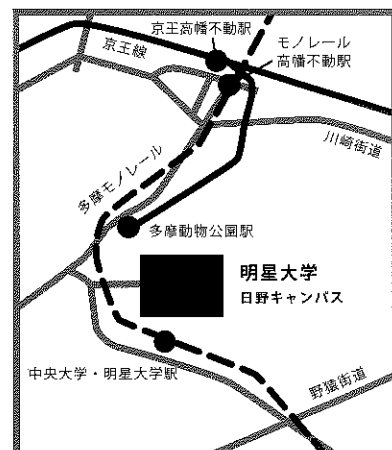 京王高幡不動駅
京王線
モノレール
高幡不動駅
川崎街道
多摩モノレール
多摩動物公園駅
明星大学
日野キャンパス
中央大学・明星大学駅
野猿街道